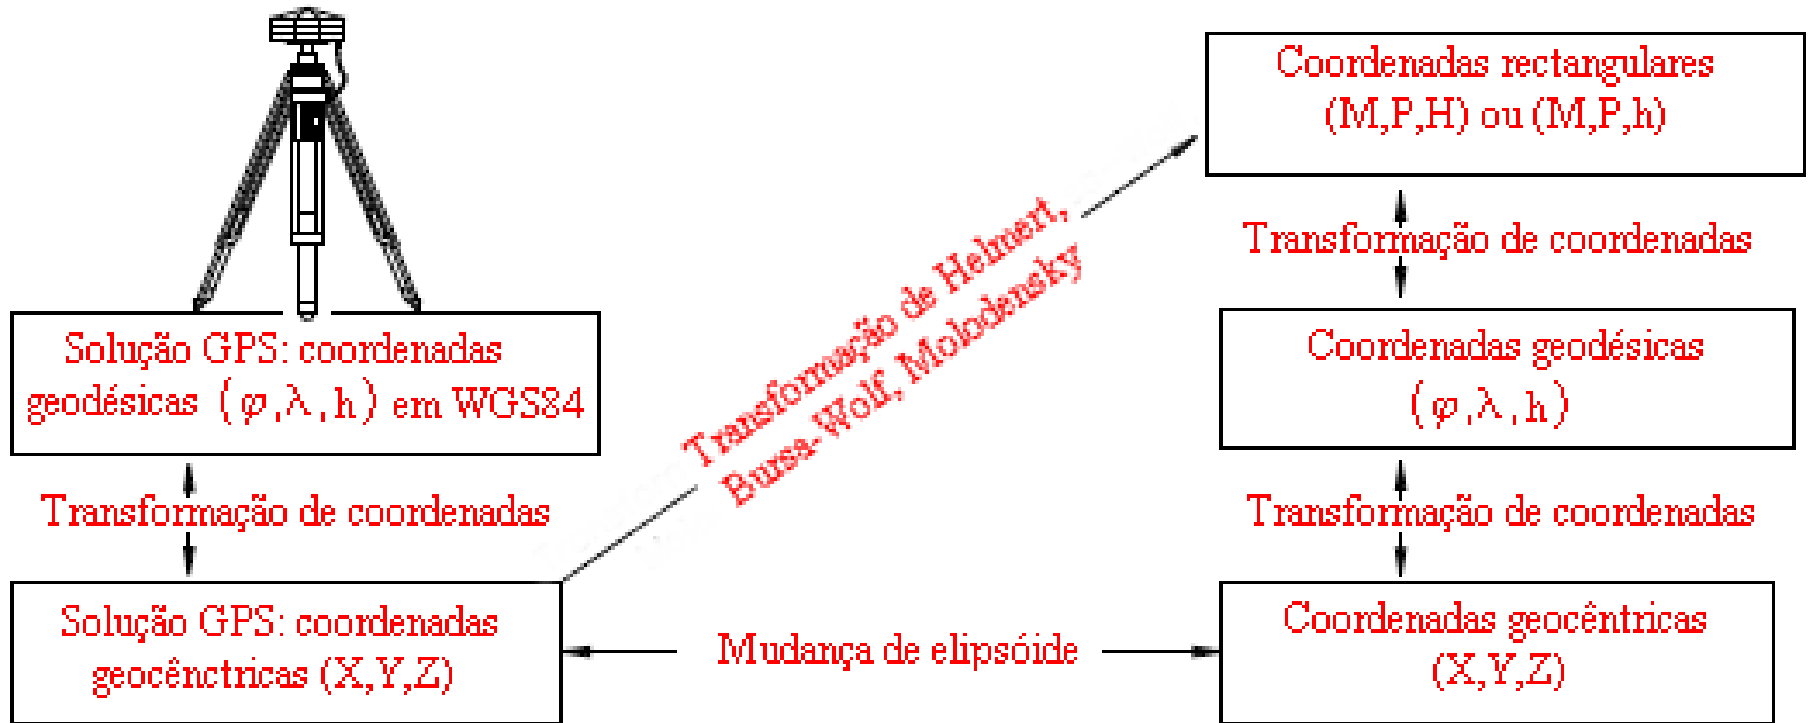 Coordenadas rectangulares
(M,P,H) ou (M,P,h)
Transformação de coordenadas
Coordenadas geodésicas
(φ,λ,h)
Transformação de coordenadas
Coordenadas geocêntricas
(X,Y,Z)
Transformação de Helmert,
Bursa-Wolf, Molodensky
Solução GPS: coordenadas
geodésicas (φ,λ,h) em WGS84
Transformação de coordenadas
Solução GPS: coordenadas
geocênctricas (X,Y,Z)
Mudança de elipsóide